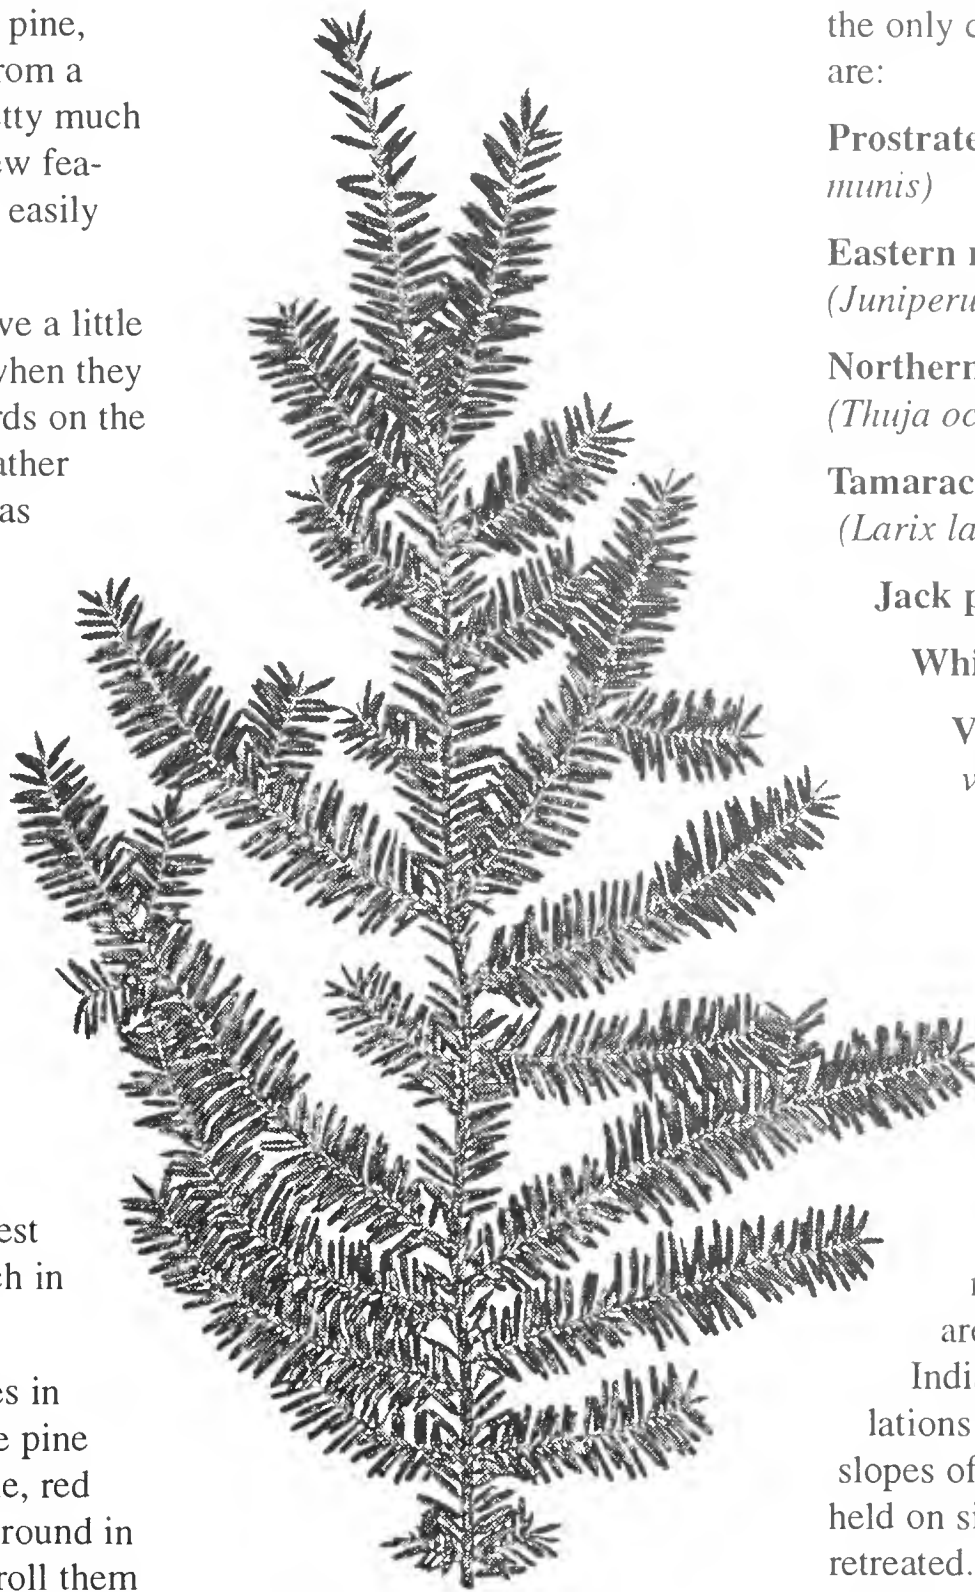 pine,
rom a
tty much
ew fea-
easily
ve a little
when they
rds on the
ather
as
est
ch in
es in
e pine
e, red
round in
roll them
the only c
are:
Prostrate
munis)
Eastern r
(Juniperu
Northern
(Thuja oc
Tamarac
(Larix la
Jack p
Whi
V
v
r
are
Indi
lations
slopes of
held on si
retreated.